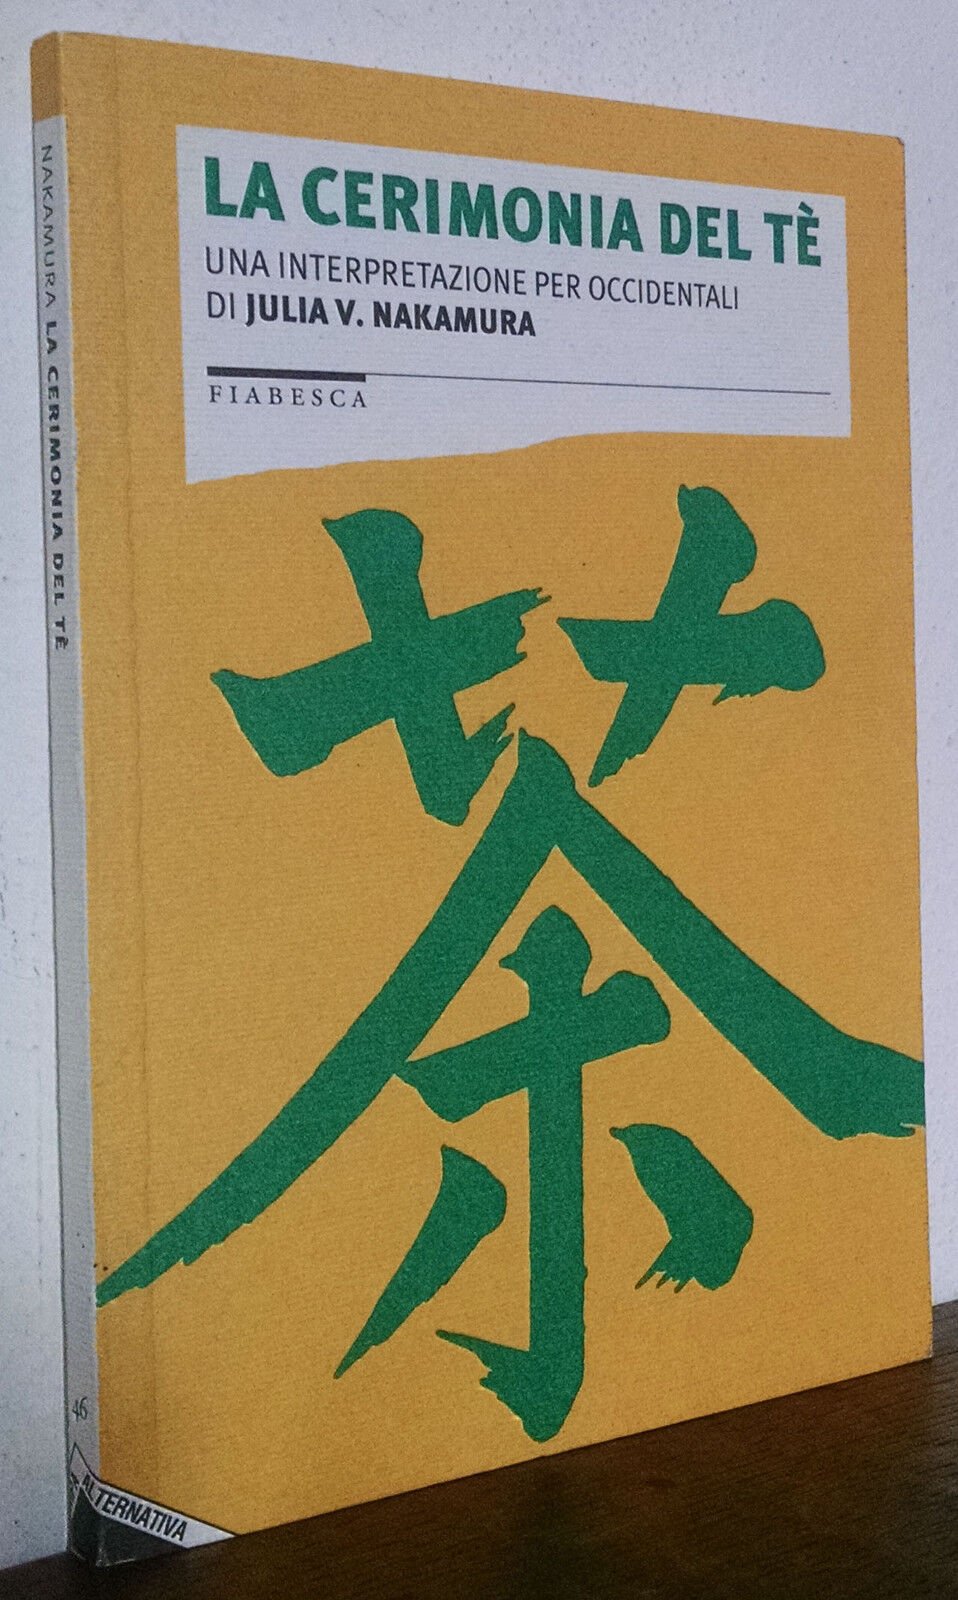 LA CERIMONIA DEL TÈ
UNA INTERPRETAZIONE PER OCCIDENTALI
DI JULIA V. NAKAMURA
FIABESCA
茶
NAKAMURA LA CERIMONIA DEL TÈ
46
ALTERNATIVA